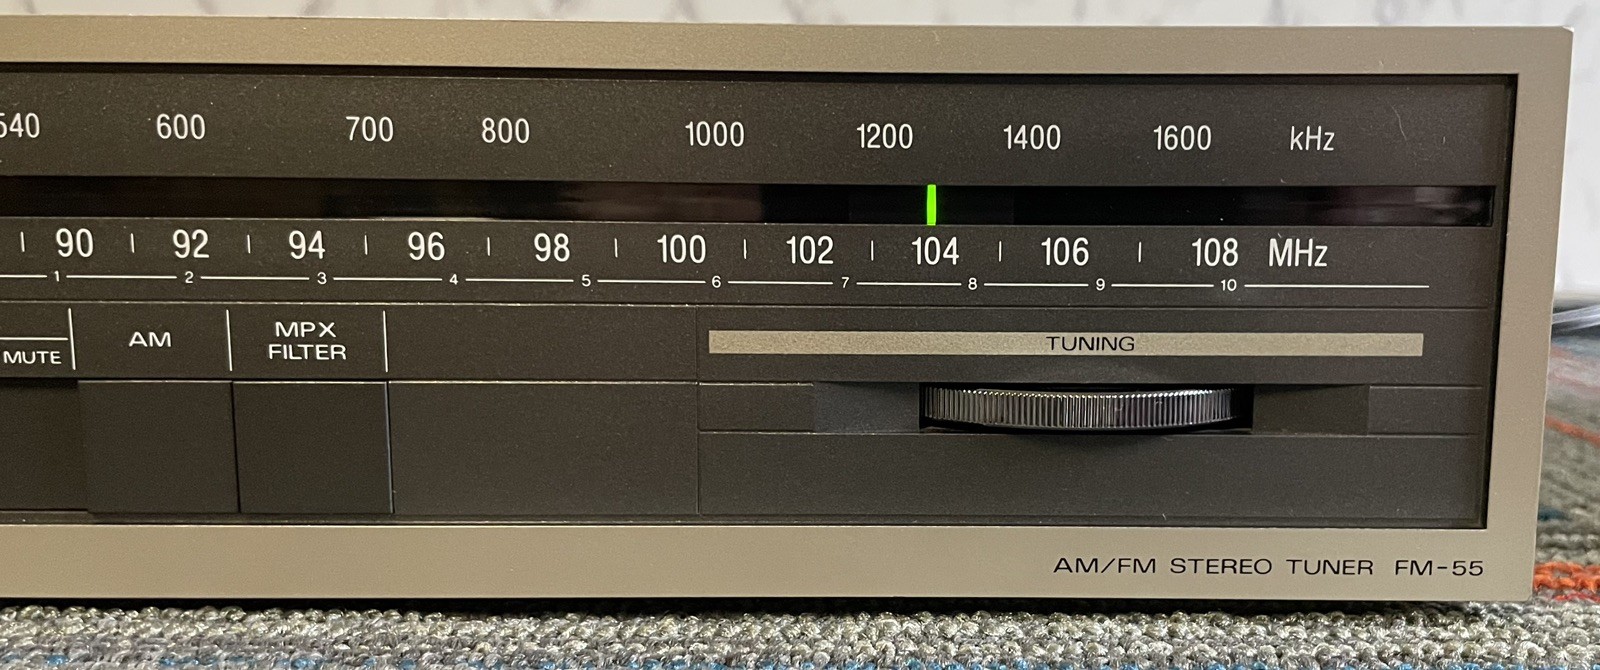 540 600 700 800 1000 1200 1400 1600 kHz
90 92 94 96 98 100 102 104 106 108 MHz
1 2 3 4 5 6 7 8 9 10
MUTE
AM
MPX
FILTER
TUNING
AM/FM STEREO TUNER FM-55